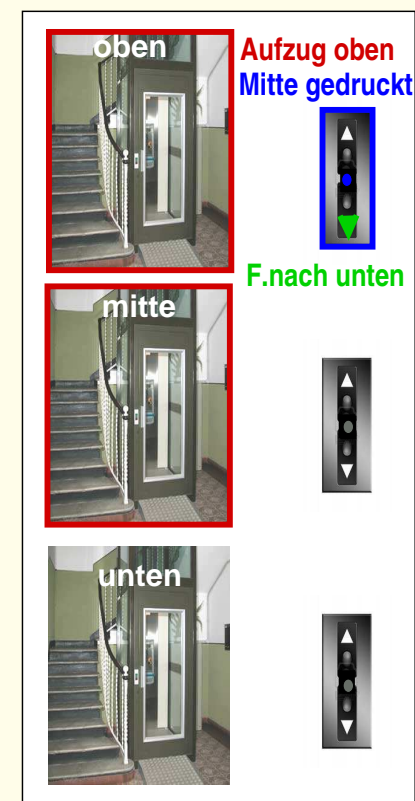 oben
Aufzug oben
Mitte gedruckt
F.nach unten
mitte
unten